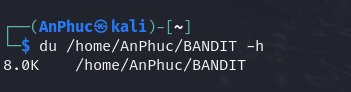 ┌──(AnPhuc㉿kali)-[~]
└─$ du /home/AnPhuc/BANDIT -h
8.0K    /home/AnPhuc/BANDIT